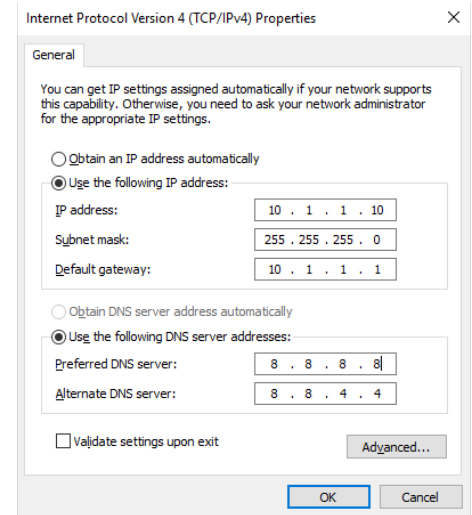 Internet Protocol Version 4 (TCP/IPv4) Properties
General
You can get IP settings assigned automatically if your network supports
this capability. Otherwise, you need to ask your network administrator
for the appropriate IP settings.
Obtain an IP address automatically
Use the following IP address:
IP address: 10 . 1 . 1 . 10
Subnet mask: 255 . 255 . 255 . 0
Default gateway: 10 . 1 . 1 . 1
Obtain DNS server address automatically
Use the following DNS server addresses:
Preferred DNS server: 8 . 8 . 8 . 8
Alternate DNS server: 8 . 8 . 4 . 4
Validate settings upon exit
Advanced...
OK Cancel